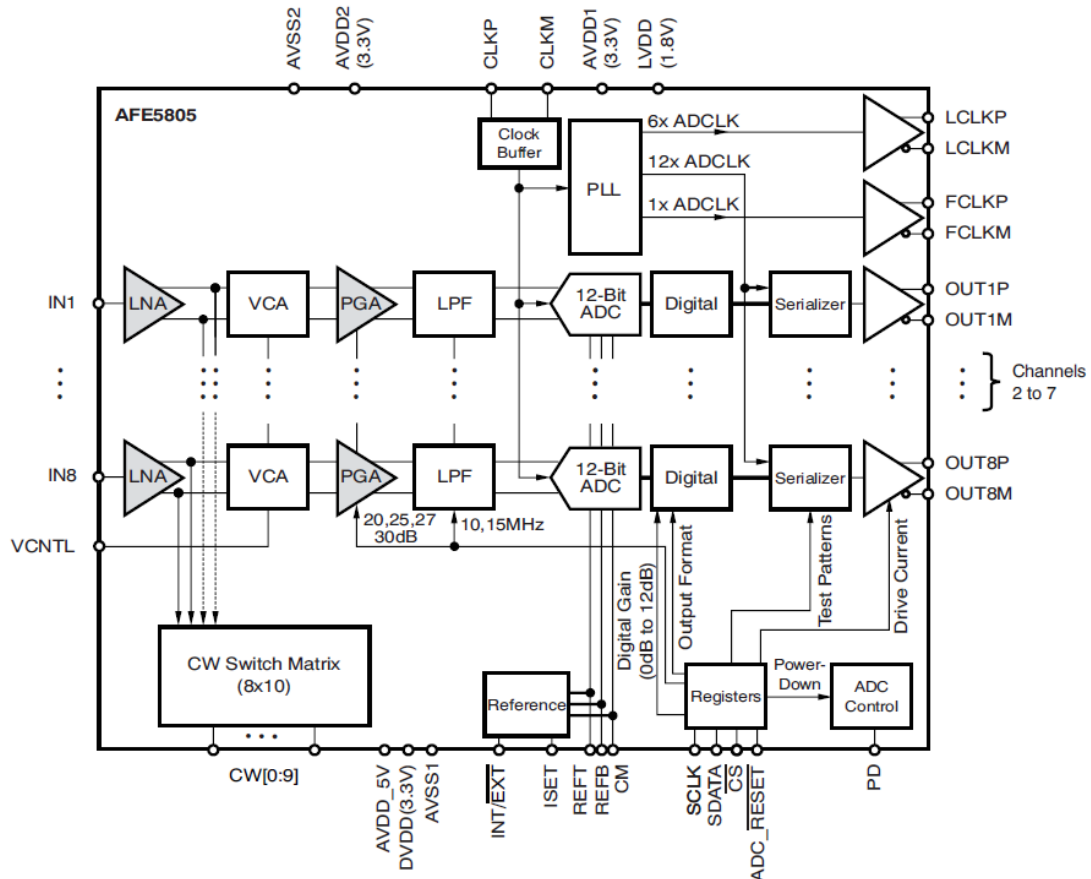 AVSS2
AVDD2
(3.3V)
CLKP
CLKM
AVDD1
(3.3V)
LVDD
(1.8V)
AFE5805
Clock
Buffer
PLL
6x ADCLK
12x ADCLK
1x ADCLK
LCLKP
LCLKM
FCLKP
FCLKM
IN1
LNA
VCA
PGA
LPF
12-Bit
ADC
Digital
Serializer
OUT1P
OUT1M
Channels
2 to 7
IN8
LNA
VCA
PGA
LPF
12-Bit
ADC
Digital
Serializer
OUT8P
OUT8M
20,25,27
30dB
10,15MHz
VCNTL
Digital Gain
(0dB to 12dB)
Output Format
Test Patterns
Drive Current
CW Switch Matrix
(8x10)
Reference
Registers
Power-
Down
ADC
Control
CW[0:9]
AVDD_5V
DVDD(3.3V)
AVSS1
INT/EXT
ISET
REFT
REFB
CM
SCLK
SDATA
CS
ADC_RESET
PD